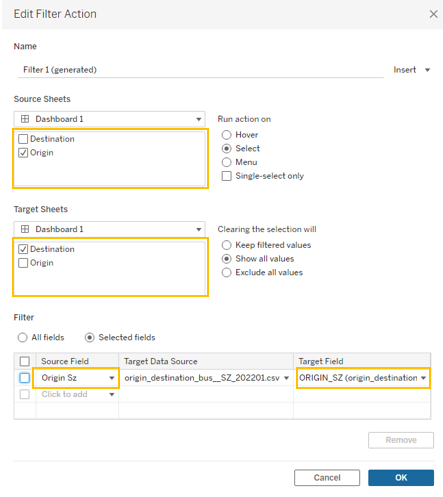 Edit Filter Action
Name
Filter 1 (generated) Insert
Source Sheets
Dashboard 1 Run action on
Destination Hover
Origin Select
Menu
Single-select only
Target Sheets
Dashboard 1 Clearing the selection will
Destination Keep filtered values
Origin Show all values
Exclude all values
Filter
All fields Selected fields
Source Field Target Data Source Target Field
Origin Sz origin_destination_bus__SZ_202201.csv ORIGIN_SZ (origin_destination
Click to add
Remove
Cancel OK